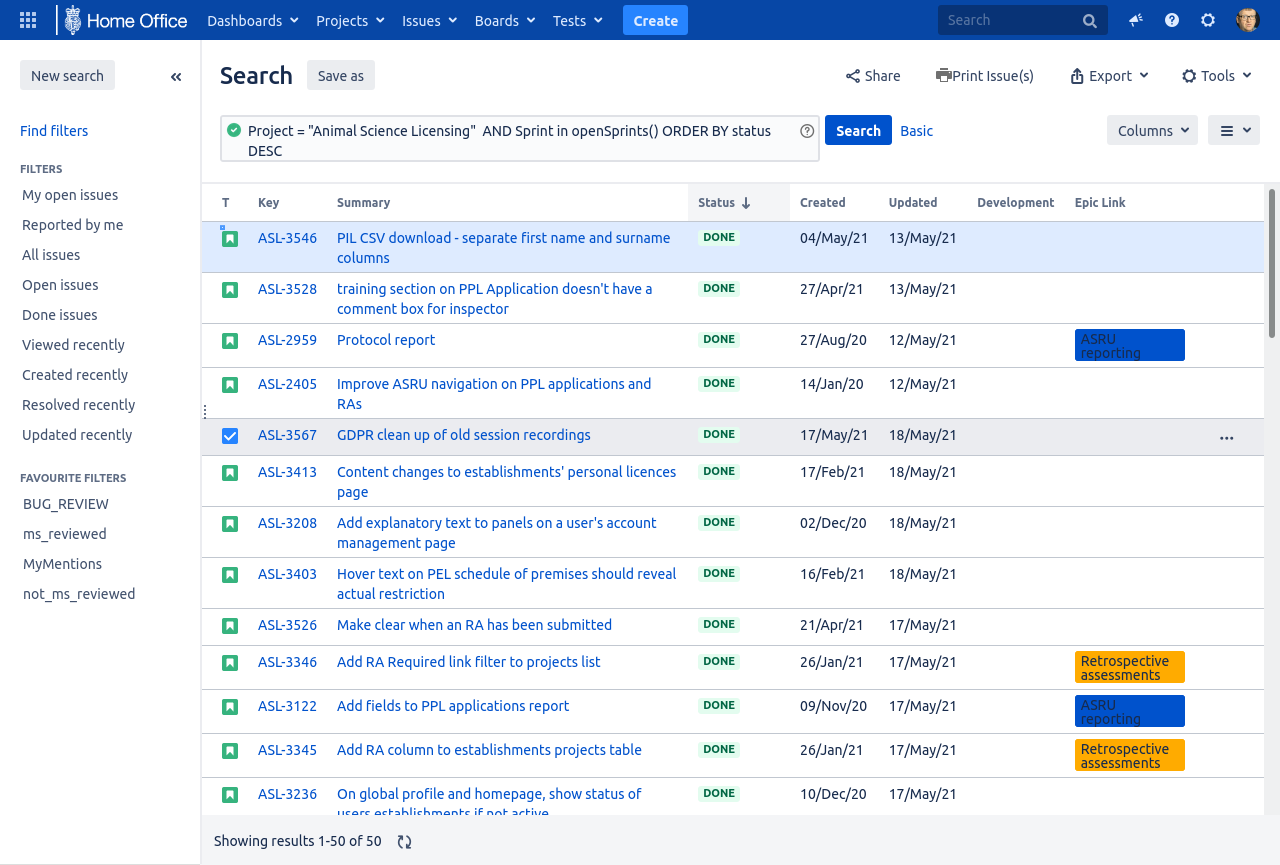 Home Office Dashboards Projects Issues Boards Tests Create Search
New search
Find filters
FILTERS
My open issues
Reported by me
All issues
Open issues
Done issues
Viewed recently
Created recently
Resolved recently
Updated recently
FAVOURITE FILTERS
BUG_REVIEW
ms_reviewed
MyMentions
not_ms_reviewed
Search Save as Share Print Issue(s) Export Tools
Project = "Animal Science Licensing"  AND Sprint in openSprints() ORDER BY status
DESC
Search Basic Columns
T Key Summary Status Created Updated Development Epic Link
ASL-3546 PIL CSV download - separate first name and surname DONE 04/May/21 13/May/21
columns
ASL-3528 training section on PPL Application doesn't have a DONE 27/Apr/21 13/May/21
comment box for inspector
ASL-2959 Protocol report DONE 27/Aug/20 12/May/21 ASRU
reporting
ASL-2405 Improve ASRU navigation on PPL applications and DONE 14/Jan/20 12/May/21
RAs
ASL-3567 GDPR clean up of old session recordings DONE 17/May/21 18/May/21
ASL-3413 Content changes to establishments' personal licences DONE 17/Feb/21 18/May/21
page
ASL-3208 Add explanatory text to panels on a user's account DONE 02/Dec/20 18/May/21
management page
ASL-3403 Hover text on PEL schedule of premises should reveal DONE 16/Feb/21 18/May/21
actual restriction
ASL-3526 Make clear when an RA has been submitted DONE 21/Apr/21 17/May/21
ASL-3346 Add RA Required link filter to projects list DONE 26/Jan/21 17/May/21 Retrospective
assessments
ASL-3122 Add fields to PPL applications report DONE 09/Nov/20 17/May/21 ASRU
reporting
ASL-3345 Add RA column to establishments projects table DONE 26/Jan/21 17/May/21 Retrospective
assessments
ASL-3236 On global profile and homepage, show status of DONE 10/Dec/20 17/May/21
users establishments if not active
Showing results 1-50 of 50